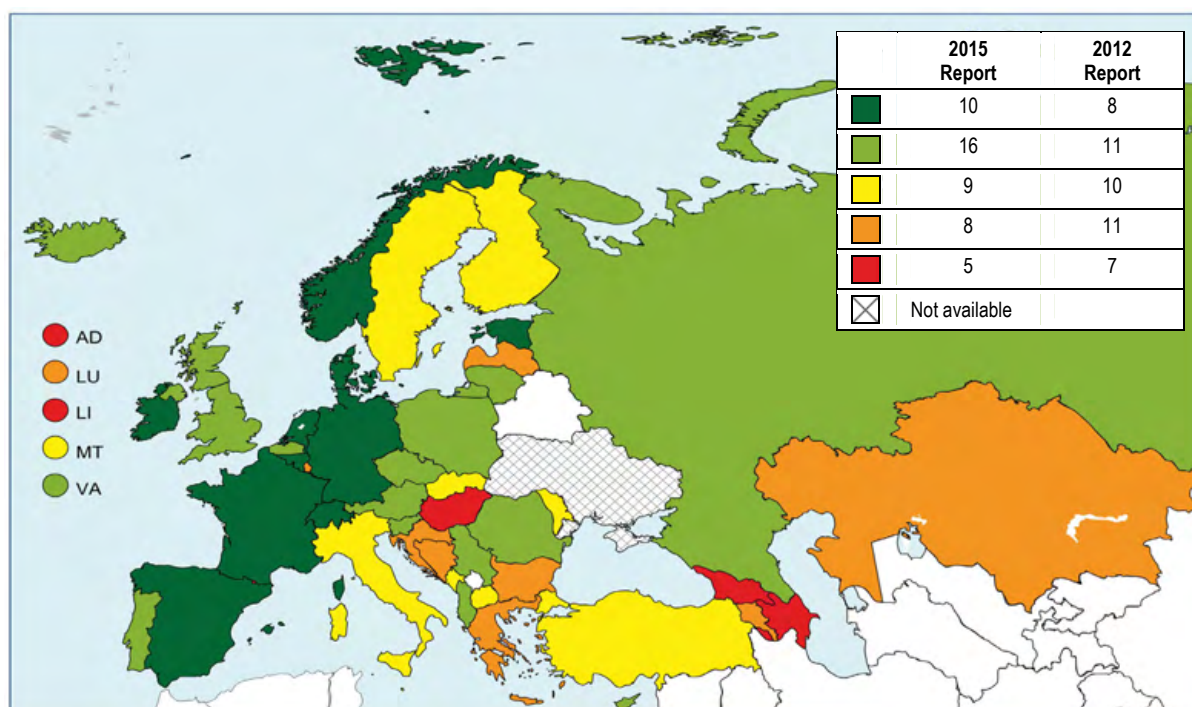 2015 Report 2012 Report
10 8
16 11
9 10
8 11
5 7
Not available
AD
LU
LI
MT
VA